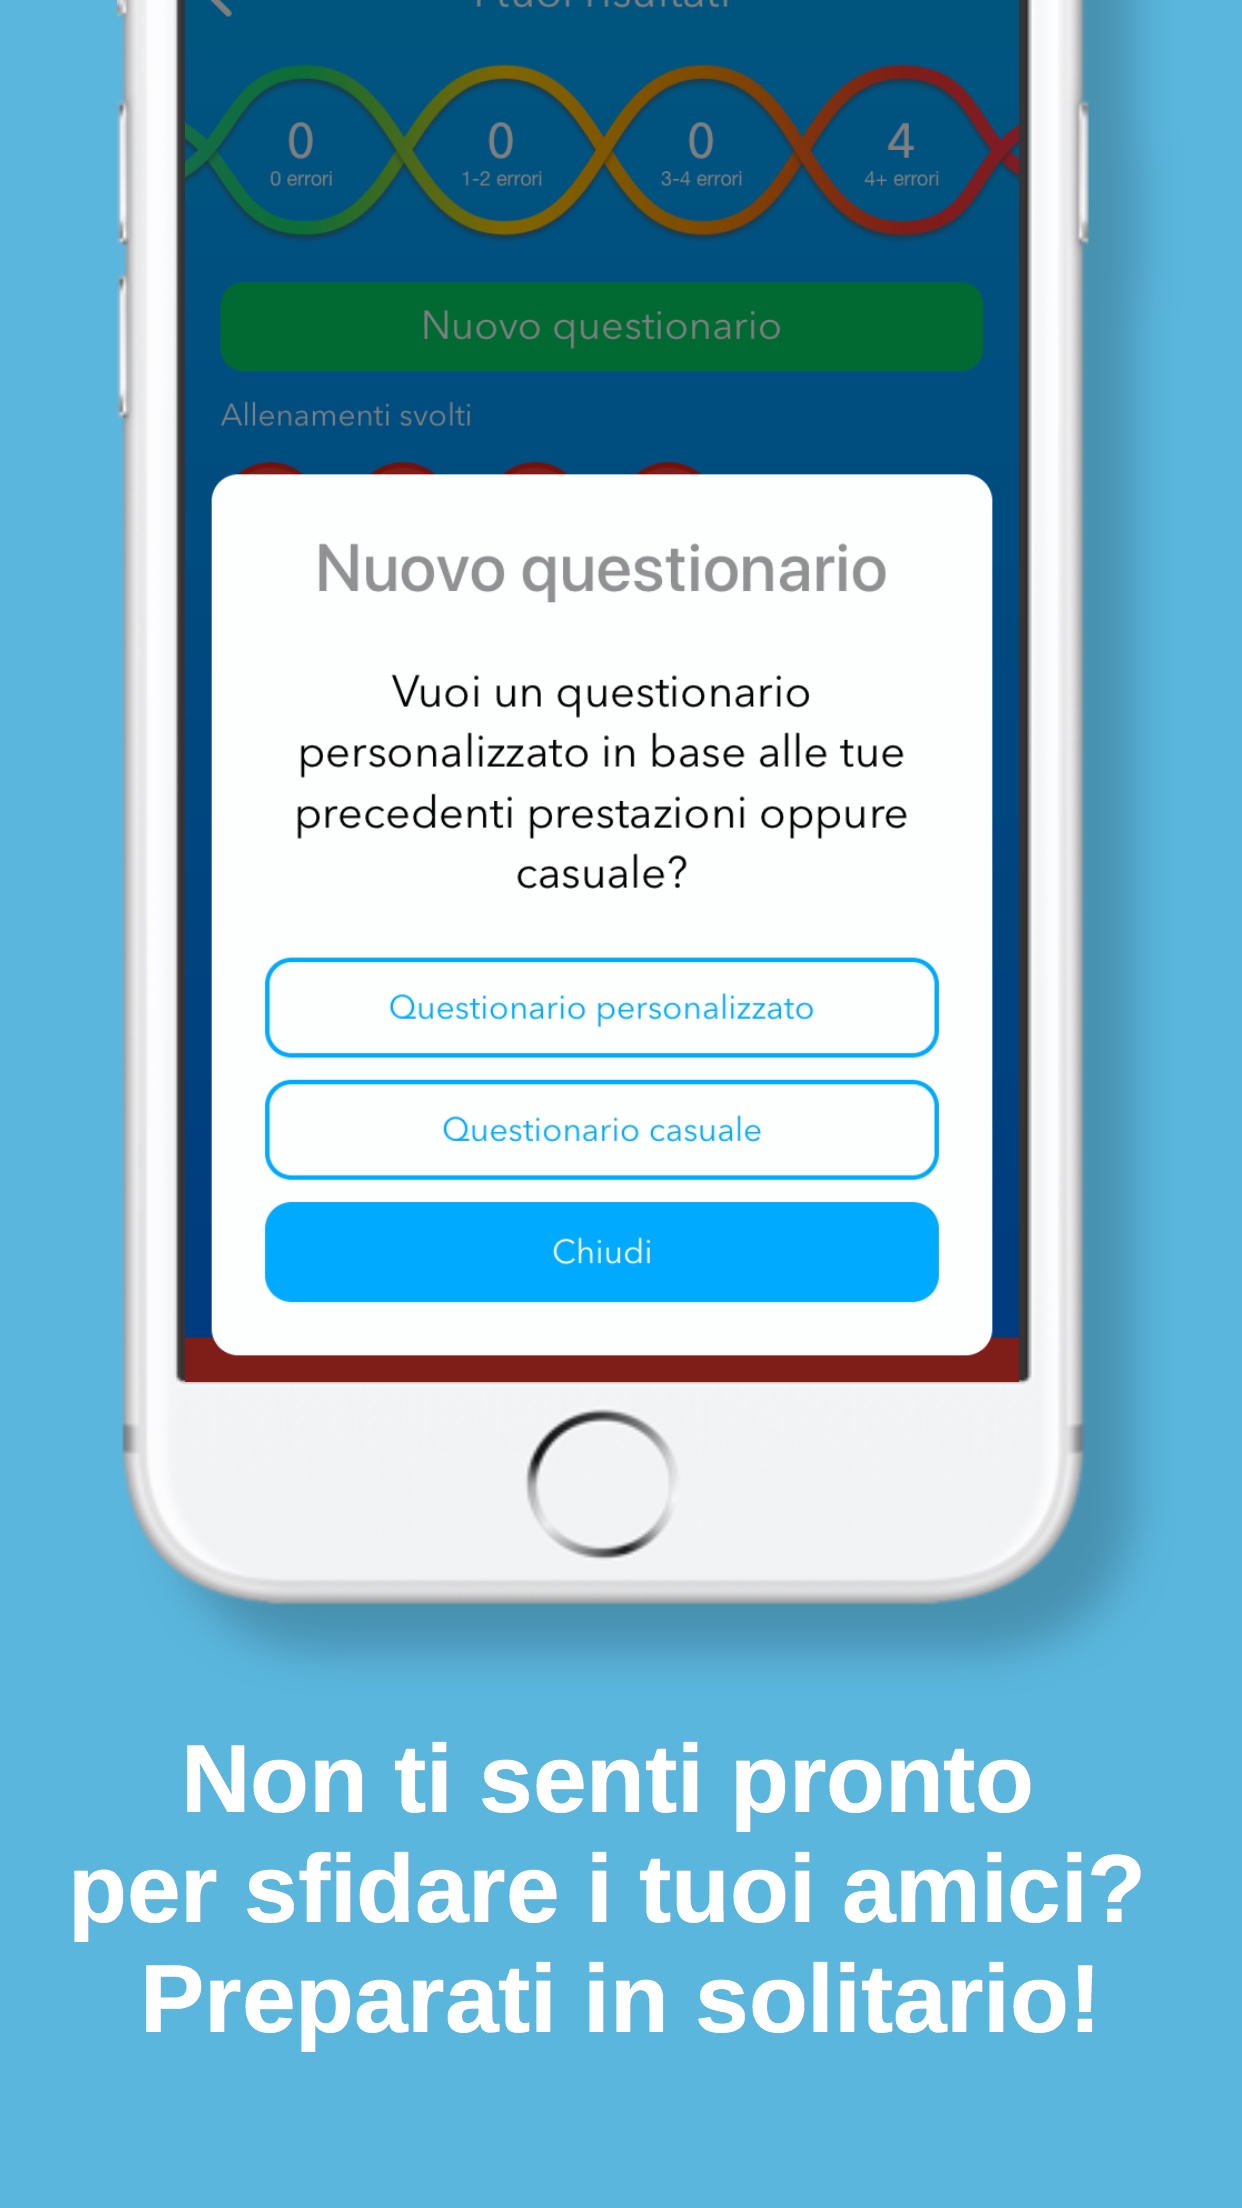 I tuoi risultati
0
0
0
4
0 errori
1-2 errori
3-4 errori
4+ errori
Nuovo questionario
Allenamenti svolti
Nuovo questionario
Vuoi un questionario
personalizzato in base alle tue
precedenti prestazioni oppure
casuale?
Questionario personalizzato
Questionario casuale
Chiudi
Non ti senti pronto
per sfidare i tuoi amici?
Preparati in solitario!